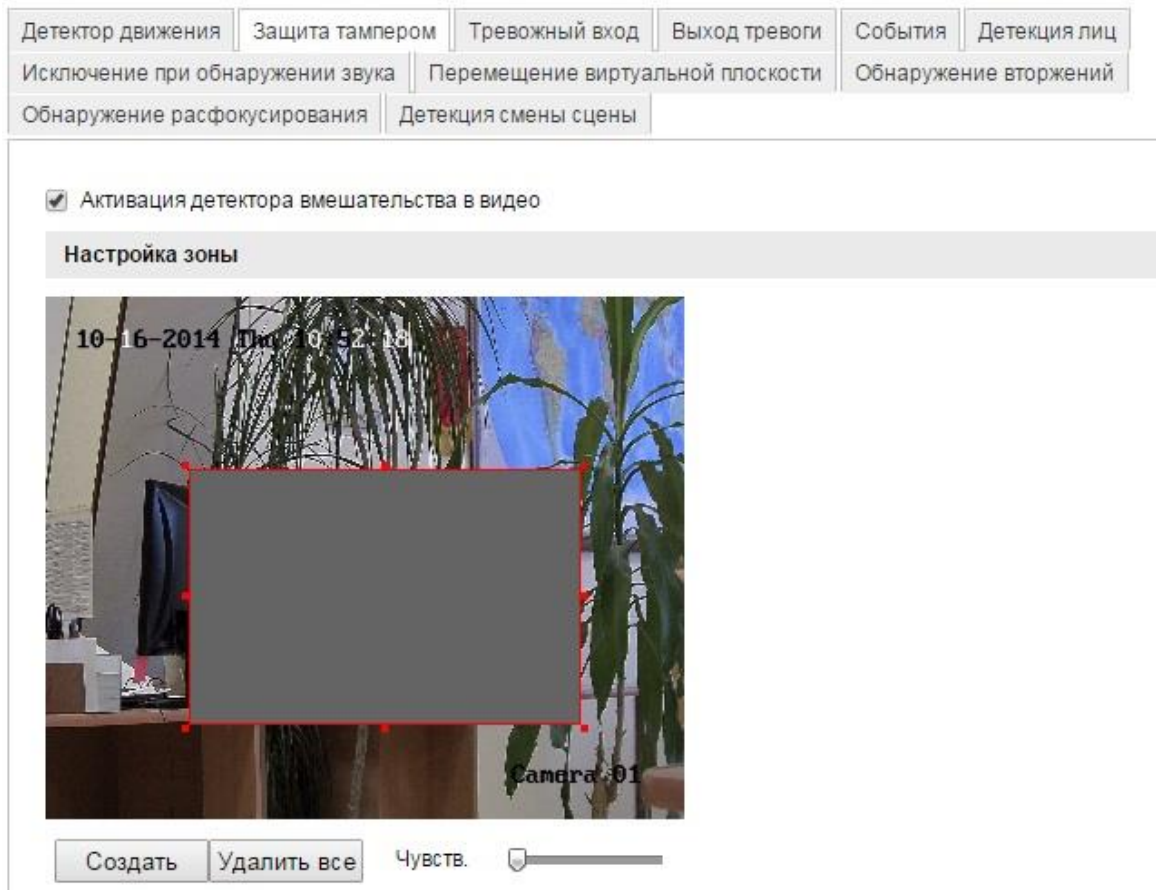 Детектор движения Защита тампером Тревожный вход Выход тревоги События Детекция лиц
Исключение при обнаружении звука Перемещение виртуальной плоскости Обнаружение вторжений
Обнаружение расфокусирования Детекция смены сцены
Активация детектора вмешательства в видео
Настройка зоны
10-16-2014 Thu 10:52:18
Camera 01
Создать Удалить все Чувств.